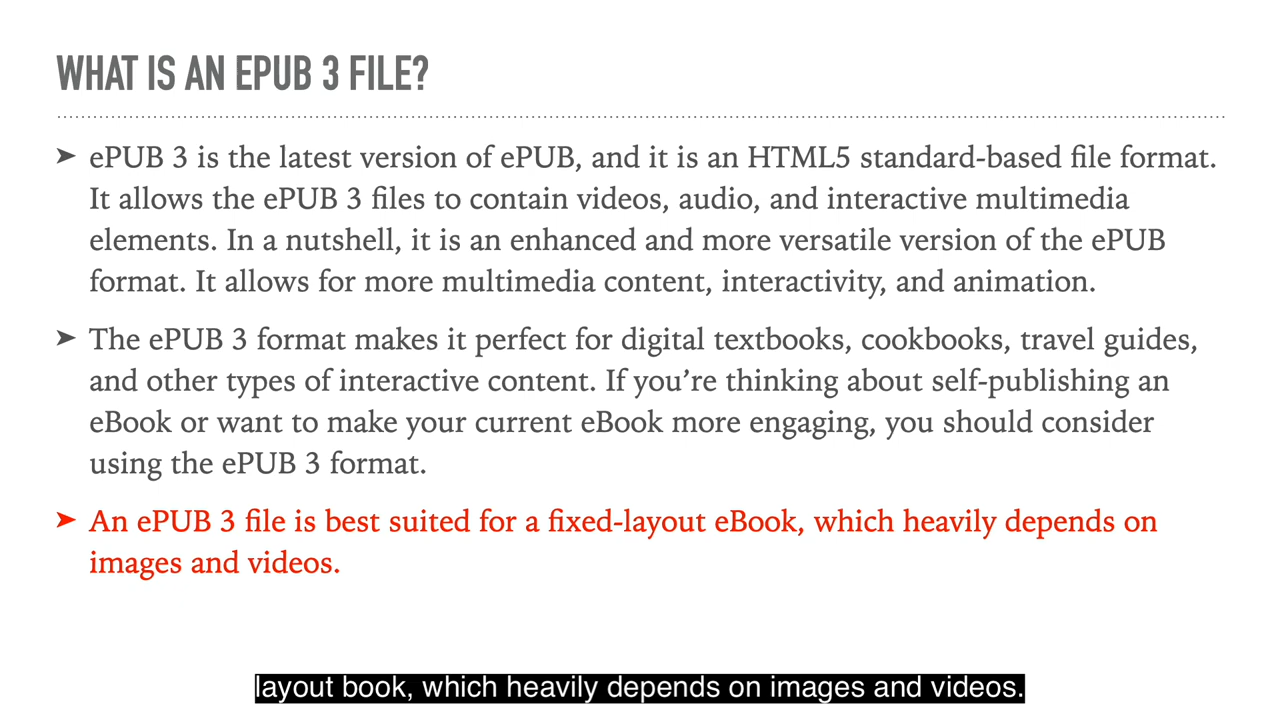 WHAT IS AN EPUB 3 FILE?
➤ ePUB 3 is the latest version of ePUB, and it is an HTML5 standard-based file format.
It allows the ePUB 3 files to contain videos, audio, and interactive multimedia
elements. In a nutshell, it is an enhanced and more versatile version of the ePUB
format. It allows for more multimedia content, interactivity, and animation.
➤ The ePUB 3 format makes it perfect for digital textbooks, cookbooks, travel guides,
and other types of interactive content. If you’re thinking about self-publishing an
eBook or want to make your current eBook more engaging, you should consider
using the ePUB 3 format.
➤ An ePUB 3 file is best suited for a fixed-layout eBook, which heavily depends on
images and videos.
layout book, which heavily depends on images and videos.